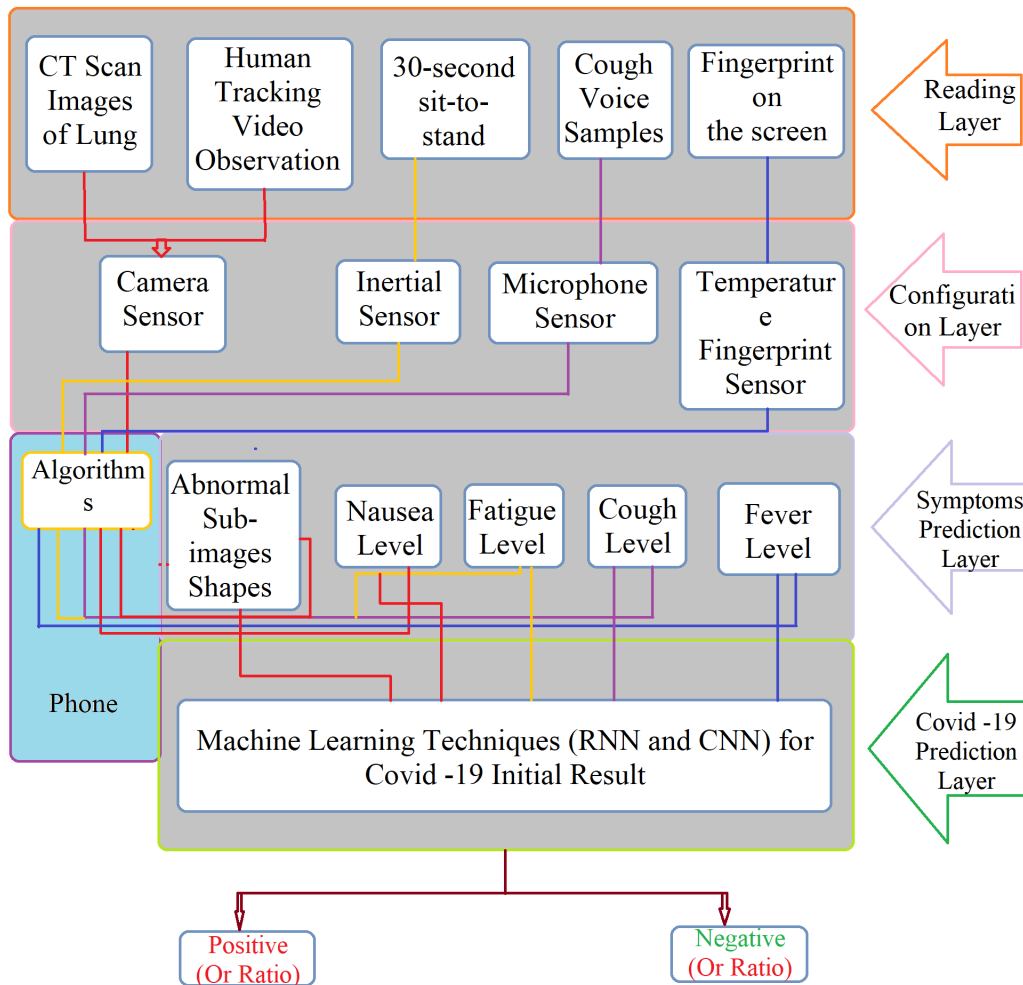 CT Scan
Images
of Lung
Human
Tracking
Video
Observation
30-second
sit-to-
stand
Cough
Voice
Samples
Fingerprint
on
the screen
Reading
Layer
Camera
Sensor
Inertial
Sensor
Microphone
Sensor
Temperatur
e
Fingerprint
Sensor
Configurati
on Layer
Algorithm
s
Abnormal
Sub-
images
Shapes
Nausea
Level
Fatigue
Level
Cough
Level
Fever
Level
Symptoms
Prediction
Layer
Phone
Machine Learning Techniques (RNN and CNN) for
Covid -19 Initial Result
Covid -19
Prediction
Layer
Positive
(Or Ratio)
Negative
(Or Ratio)